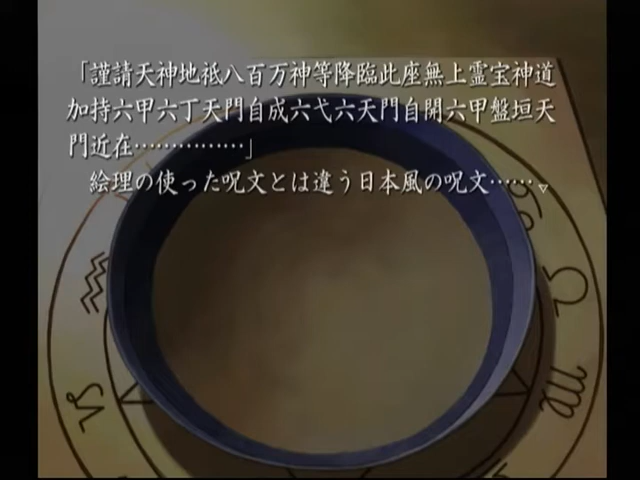 「謹請天神地祇八百万神等降臨此座無上霊宝神道
加持六甲六丁天門自成六弋六天門自開六甲盤垣天
門近在……………」
　絵理の使った呪文とは違う日本風の呪文……▽